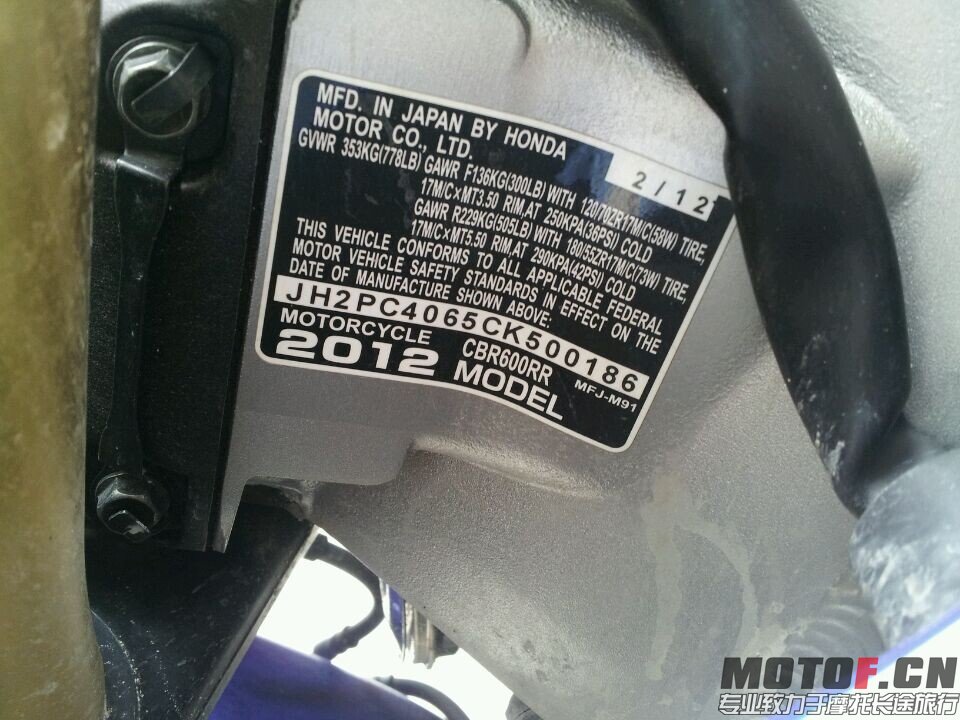 MFD. IN JAPAN BY HONDA
MOTOR CO., LTD.
2/12
GVWR 353KG(778LB) GAWR F136KG(300LB) WITH 120/70ZR17M/C(58W) TIRE,
17M/C×MT3.50 RIM,AT 250KPA(36PSI) COLD
GAWR R229KG(505LB) WITH 180/55ZR17M/C(73W) TIRE,
17M/C×MT5.50 RIM,AT 290KPA(42PSI) COLD
THIS VEHICLE CONFORMS TO ALL APPLICABLE FEDERAL
MOTOR VEHICLE SAFETY STANDARDS IN EFFECT ON THE
DATE OF MANUFACTURE SHOWN ABOVE:
JH2PC4065CK500186
MOTORCYCLE CBR600RR MFJ-M91
2012 MODEL
MOTOF.CN
专业致力于摩托长途旅行